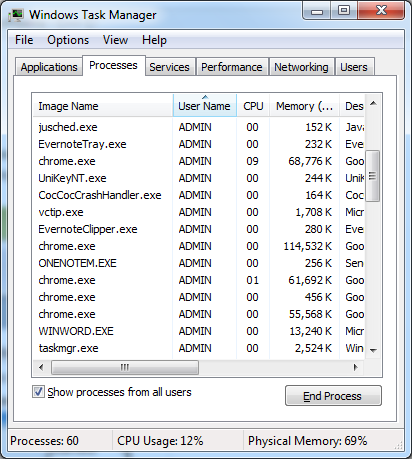 Windows Task Manager
File Options View Help
Applications Processes Services Performance Networking Users
Image Name User Name CPU Memory (... Des
jusched.exe ADMIN 00 152 K Java
EvernoteTray.exe ADMIN 00 232 K Ever
chrome.exe ADMIN 09 68,776 K Goo
UniKeyNT.exe ADMIN 00 244 K UniK
CocCocCrashHandler.exe ADMIN 00 164 K
vctip.exe ADMIN 00 1,708 K Micr
EvernoteClipper.exe ADMIN 00 280 K Ever
chrome.exe ADMIN 00 114,532 K Goo
ONENOTEM.EXE ADMIN 00 256 K Sen
chrome.exe ADMIN 01 61,692 K Goo
chrome.exe ADMIN 00 456 K Goo
chrome.exe ADMIN 00 55,568 K Goo
WINWORD.EXE ADMIN 00 13,240 K Micr
taskmgr.exe ADMIN 00 2,524 K Win
Show processes from all users End Process
Processes: 60 CPU Usage: 12% Physical Memory: 69%